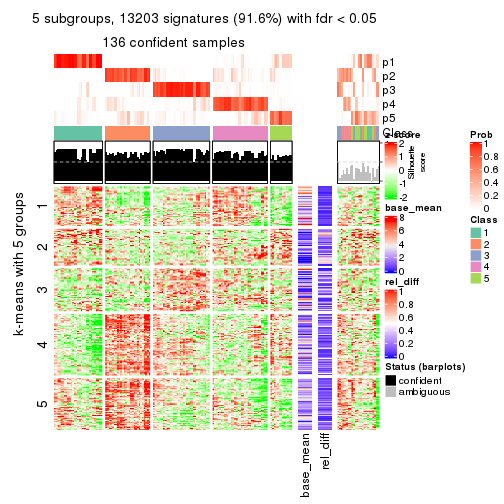 5 subgroups, 13203 signatures (91.6%) with fdr < 0.05
136 confident samples
p1
p2
p3
p4
p5
Class
Silhouette
score
k-means with 5 groups
1
2
3
4
5
base_mean
rel_diff
z-score
2
1
0
-1
-2
base_mean
8
6
4
2
0
rel_diff
1
0.8
0.6
0.4
0.2
0
Status (barplots)
confident
ambiguous
Prob
1
0.8
0.6
0.4
0.2
0
Class
1
2
3
4
5